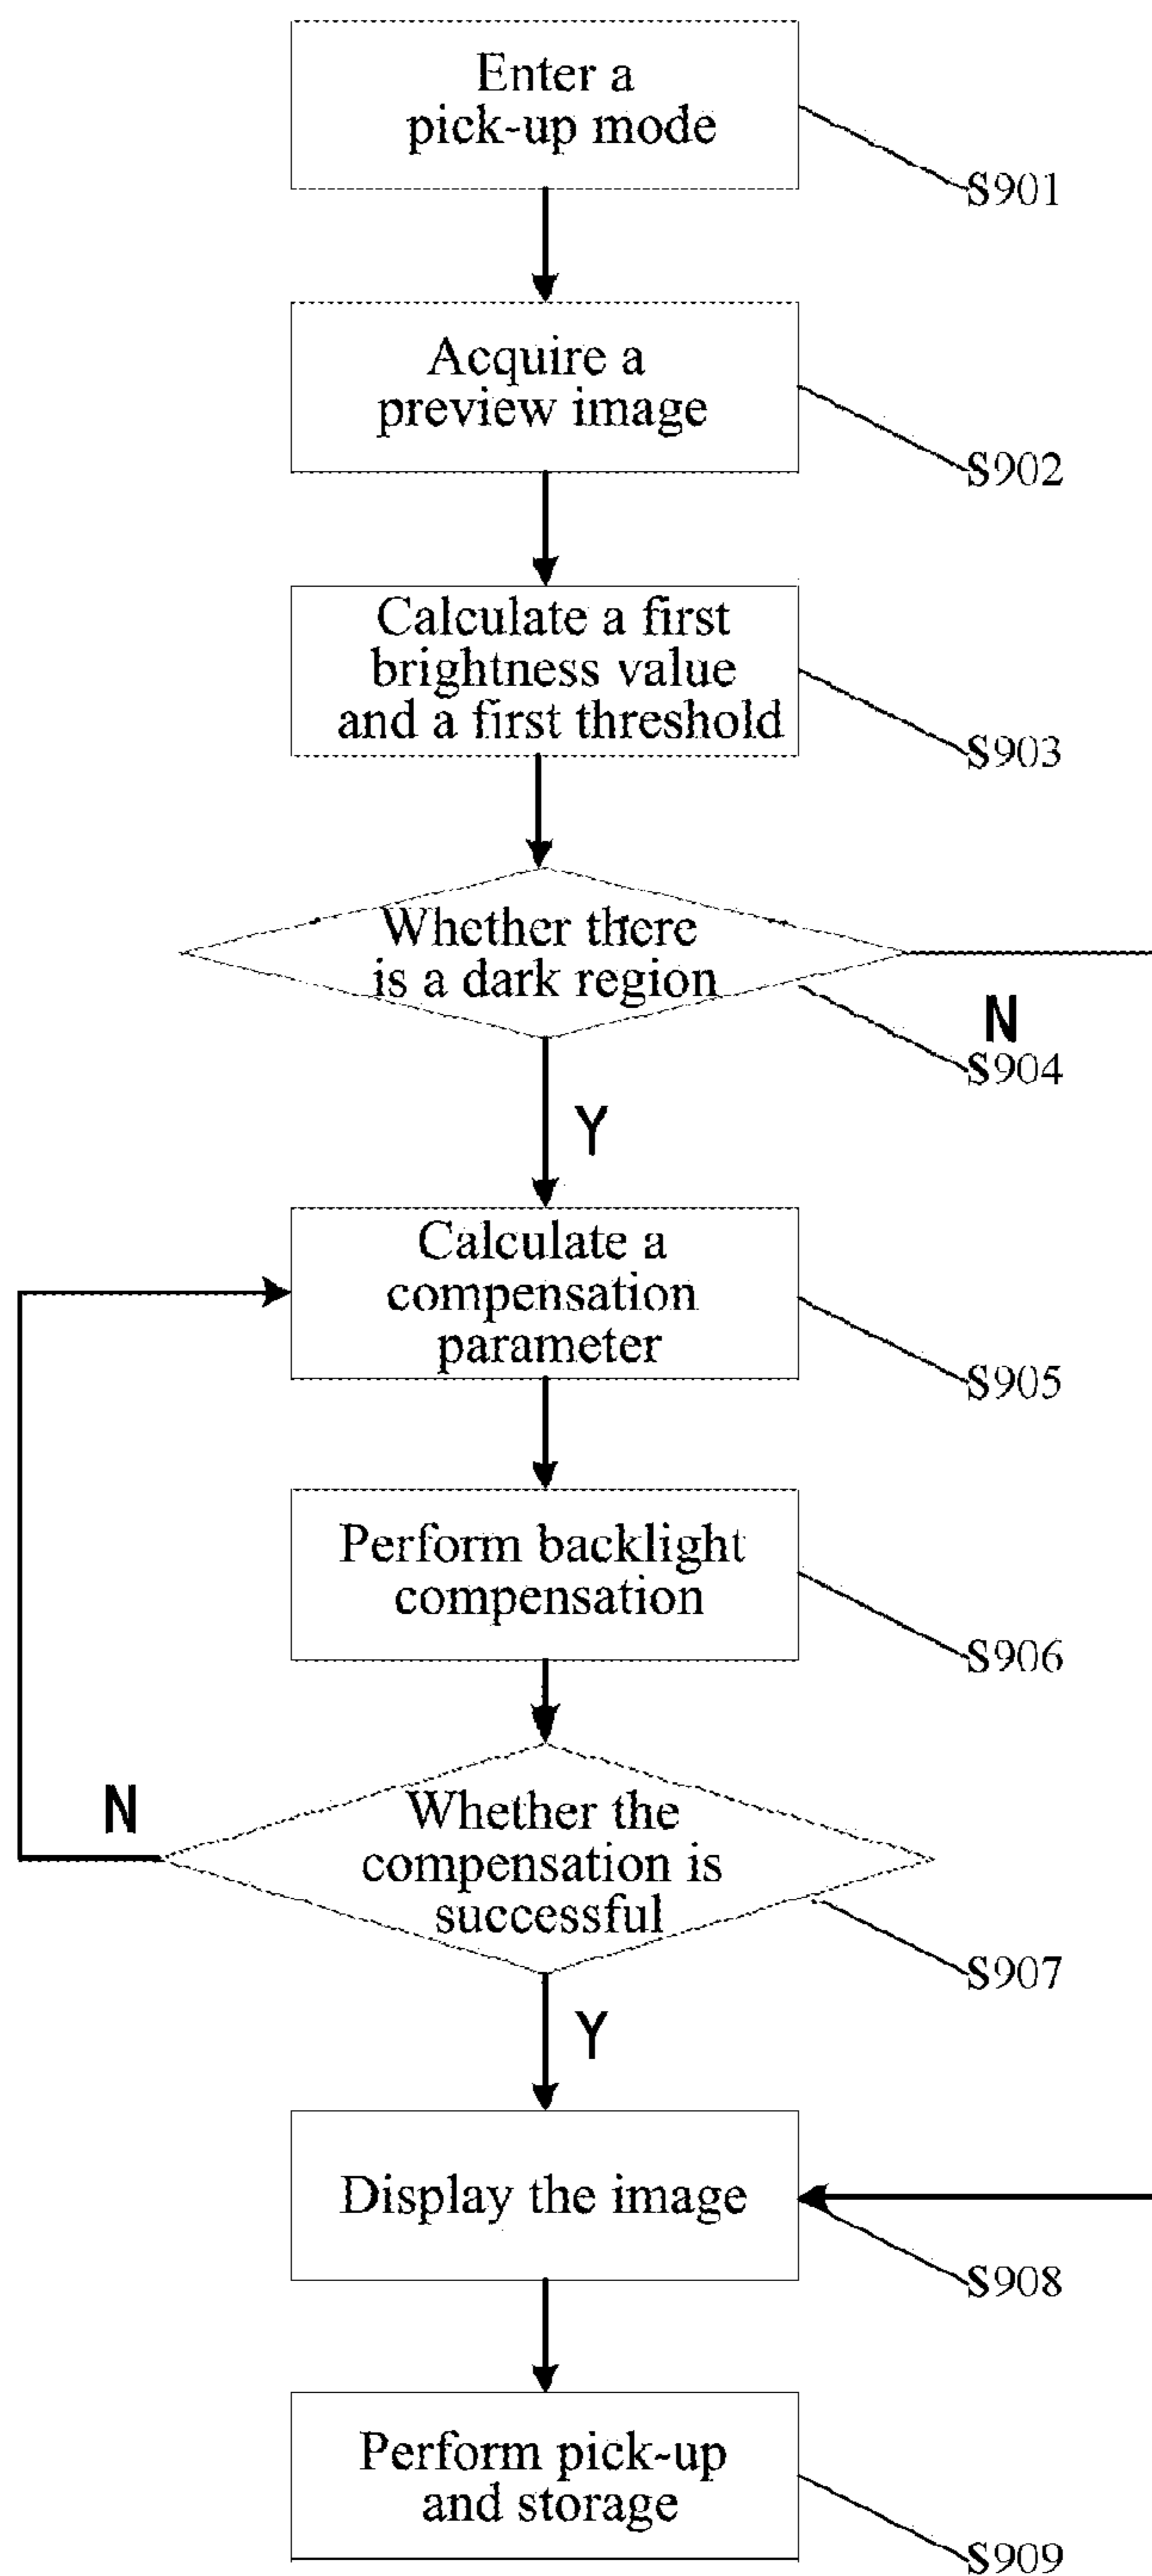 Enter a
pick-up mode
S901
Acquire a
preview image
S902
Calculate a first
brightness value
and a first threshold
S903
Whether there
is a dark region
N
S904
Y
Calculate a
compensation
parameter
S905
Perform backlight
compensation
S906
N
Whether the
compensation is
successful
S907
Y
Display the image
S908
Perform pick-up
and storage
S909